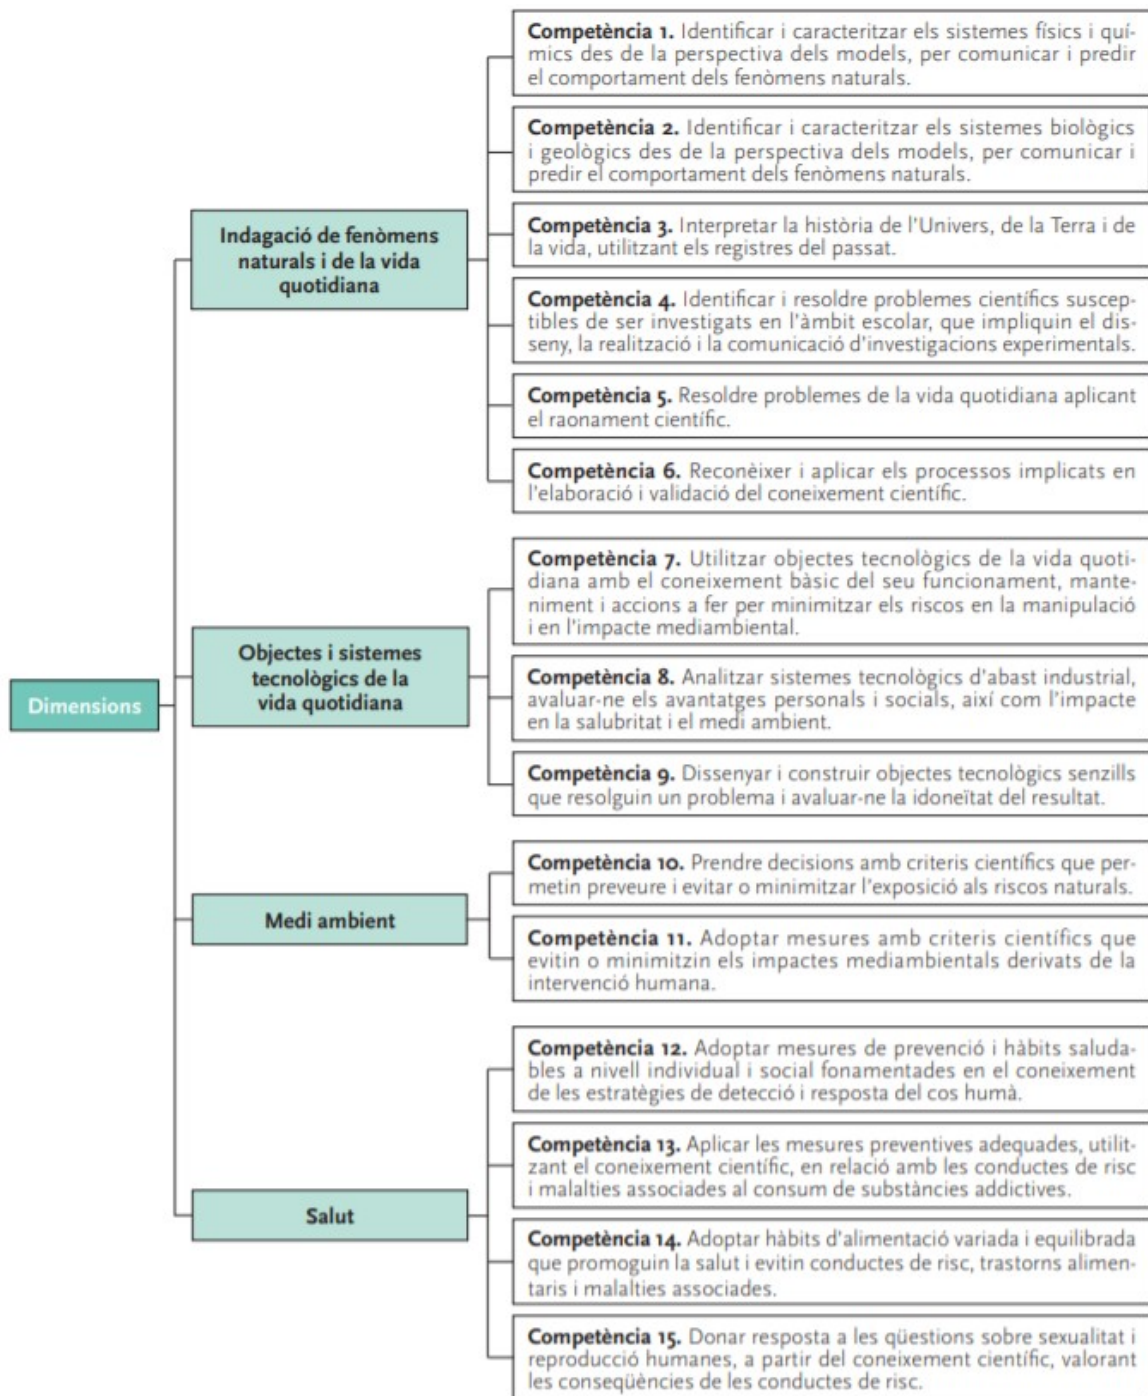 Dimensions
Indagació de fenòmens
naturals i de la vida
quotidiana
Competència 1. Identificar i caracteritzar els sistemes físics i quí-
mics des de la perspectiva dels models, per comunicar i predir
el comportament dels fenòmens naturals.
Competència 2. Identificar i caracteritzar els sistemes biològics
i geològics des de la perspectiva dels models, per comunicar i
predir el comportament dels fenòmens naturals.
Competència 3. Interpretar la història de l'Univers, de la Terra i de
la vida, utilitzant els registres del passat.
Competència 4. Identificar i resoldre problemes científics suscep-
tibles de ser investigats en l'àmbit escolar, que impliquin el dis-
seny, la realització i la comunicació d'investigacions experimentals.
Competència 5. Resoldre problemes de la vida quotidiana aplicant
el raonament científic.
Competència 6. Reconèixer i aplicar els processos implicats en
l'elaboració i validació del coneixement científic.
Objectes i sistemes
tecnològics de la
vida quotidiana
Competència 7. Utilitzar objectes tecnològics de la vida quoti-
diana amb el coneixement bàsic del seu funcionament, mante-
niment i accions a fer per minimitzar els riscos en la manipulació
i en l'impacte mediambiental.
Competència 8. Analitzar sistemes tecnològics d'abast industrial,
avaluar-ne els avantatges personals i socials, així com l'impacte
en la salubritat i el medi ambient.
Competència 9. Dissenyar i construir objectes tecnològics senzills
que resolguin un problema i avaluar-ne la idoneïtat del resultat.
Medi ambient
Competència 10. Prendre decisions amb criteris científics que per-
metin preveure i evitar o minimitzar l'exposició als riscos naturals.
Competència 11. Adoptar mesures amb criteris científics que
evitin o minimitzin els impactes mediambientals derivats de la
intervenció humana.
Salut
Competència 12. Adoptar mesures de prevenció i hàbits saluda-
bles a nivell individual i social fonamentades en el coneixement
de les estratègies de detecció i resposta del cos humà.
Competència 13. Aplicar les mesures preventives adequades, utilit-
zant el coneixement científic, en relació amb les conductes de risc
i malalties associades al consum de substàncies addictives.
Competència 14. Adoptar hàbits d'alimentació variada i equilibrada
que promoguin la salut i evitin conductes de risc, trastorns alimen-
taris i malalties associades.
Competència 15. Donar resposta a les qüestions sobre sexualitat i
reproducció humanes, a partir del coneixement científic, valorant
les conseqüències de les conductes de risc.